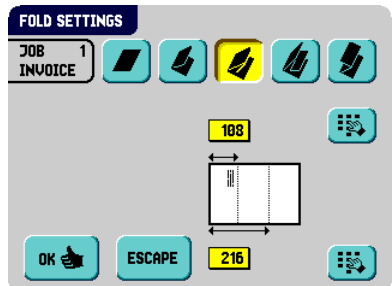 FOLD SETTINGS
JOB 1
INVOICE
108
OK
ESCAPE
216